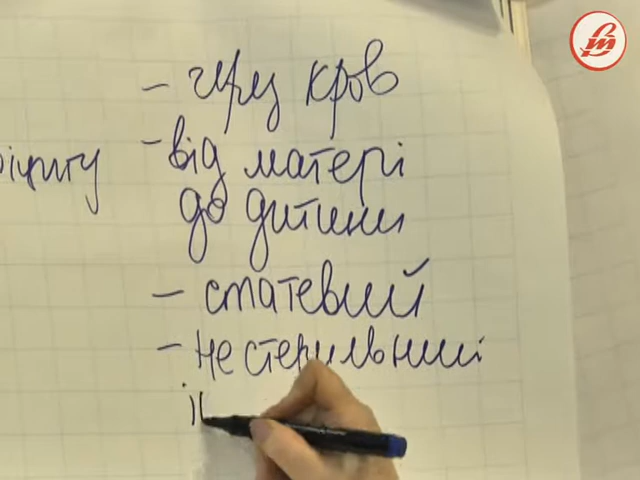 - через кров
- від матері
до дитини
- статевий
- не стерильний